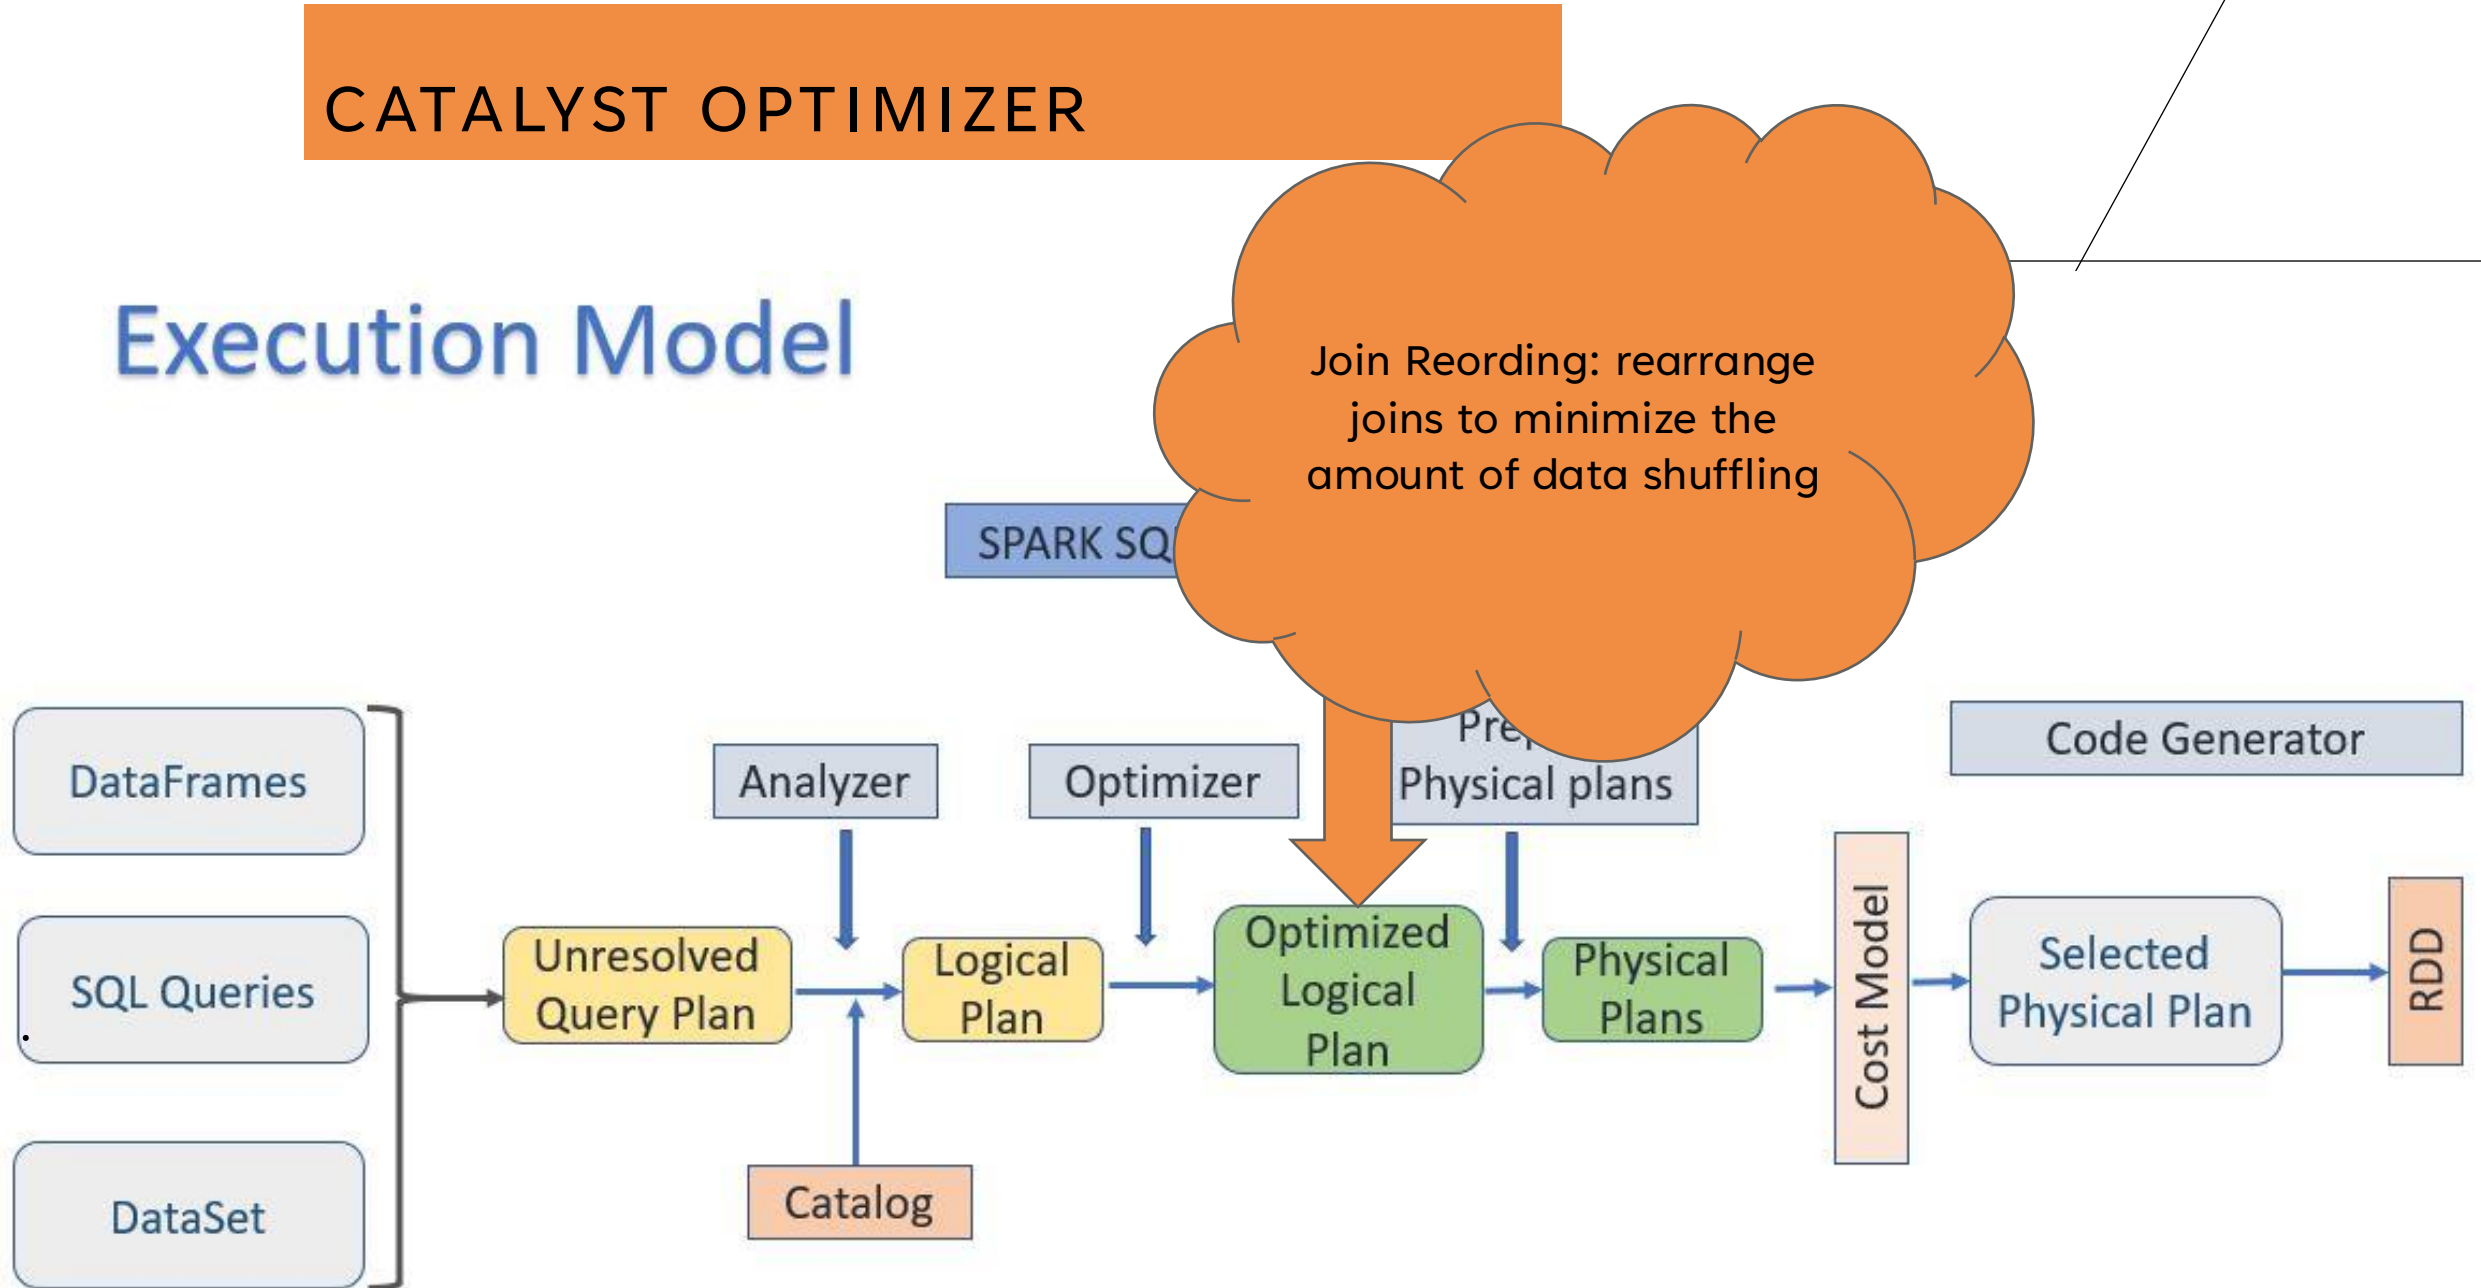 CATALYST OPTIMIZER
Execution Model
Join Reording: rearrange
joins to minimize the
amount of data shuffling
SPARK
Physical plans
Code Generator
DataFrames
Analyzer
Optimizer
SQL Queries
Unresolved
Query Plan
Logical
Plan
Optimized
Logical
Plan
Physical
Plans
Cost Model
Selected
Physical Plan
RDD
.
DataSet
Catalog